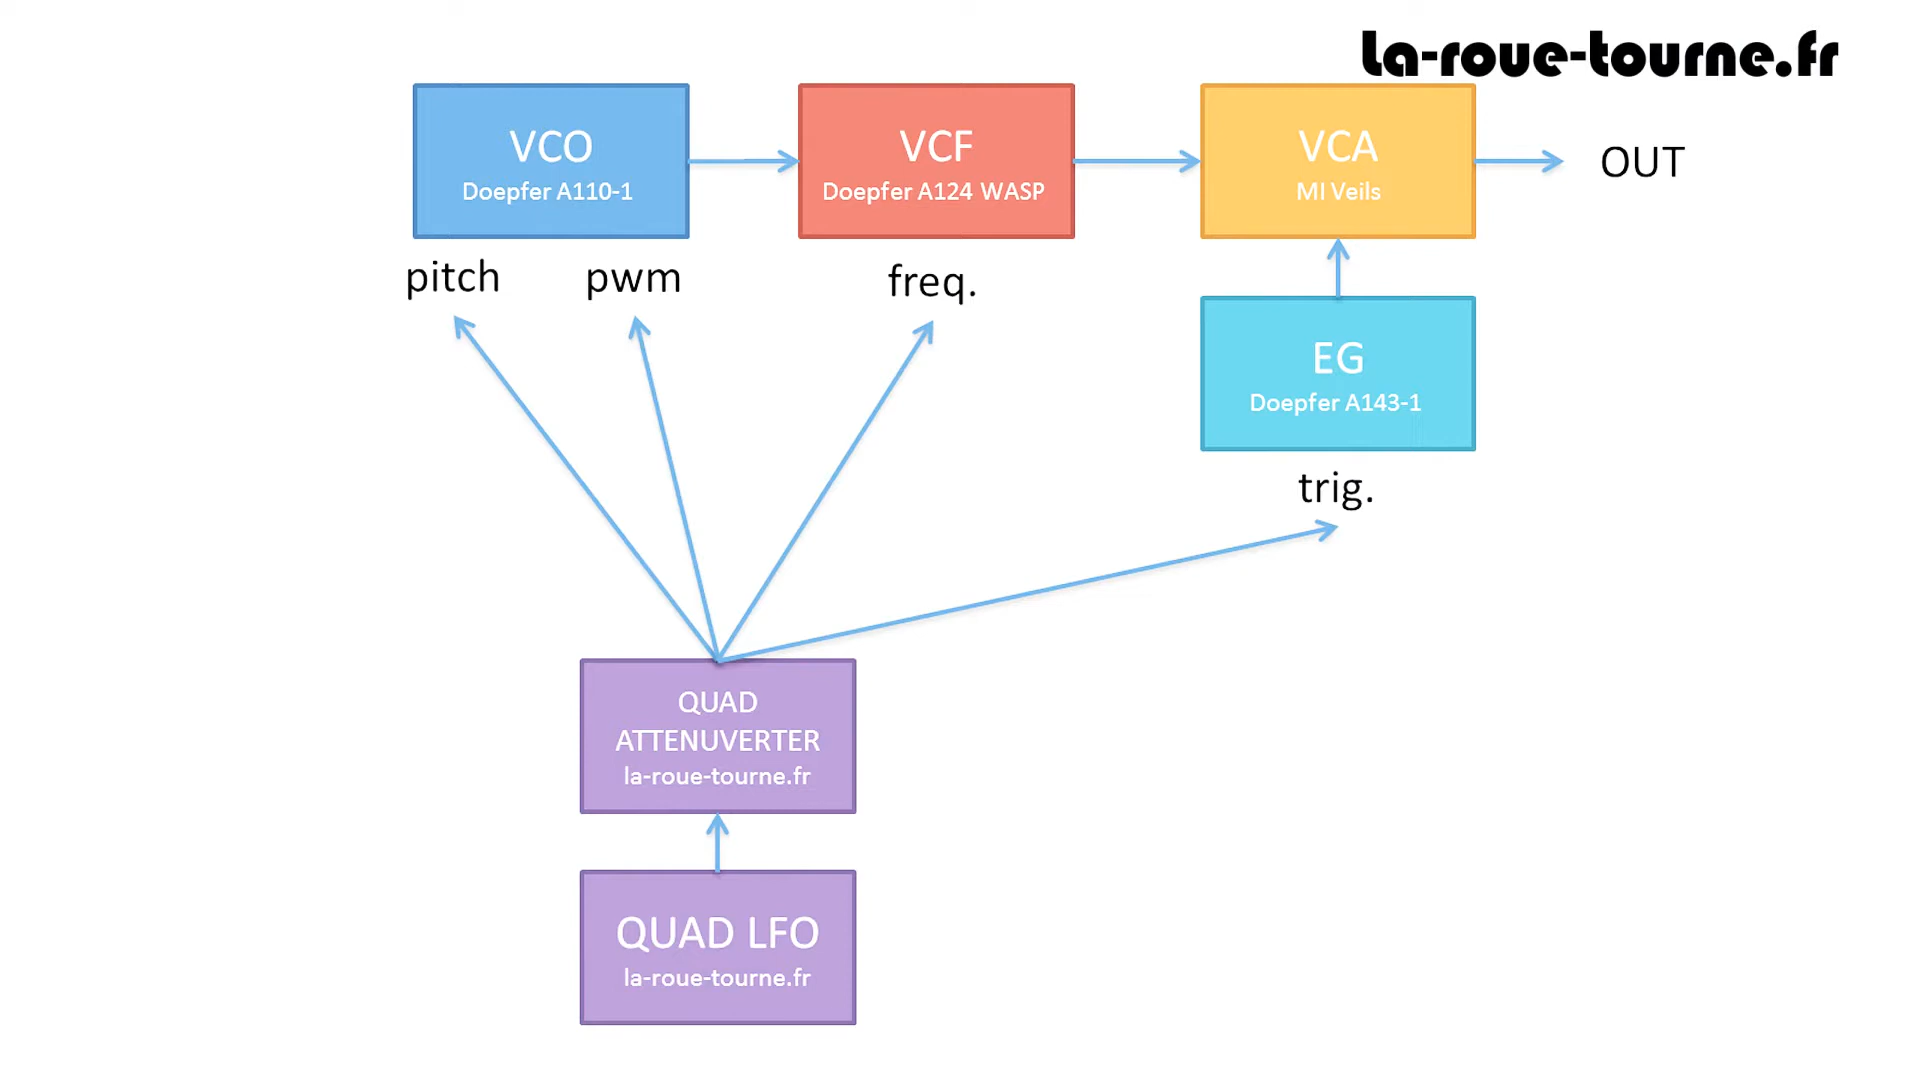 La-roue-tourne.fr
VCO
Doepfer A110-1
VCF
Doepfer A124 WASP
VCA
MI Veils
OUT
pitch
pwm
freq.
EG
Doepfer A143-1
trig.
QUAD
ATTENUVERTER
la-roue-tourne.fr
QUAD LFO
la-roue-tourne.fr